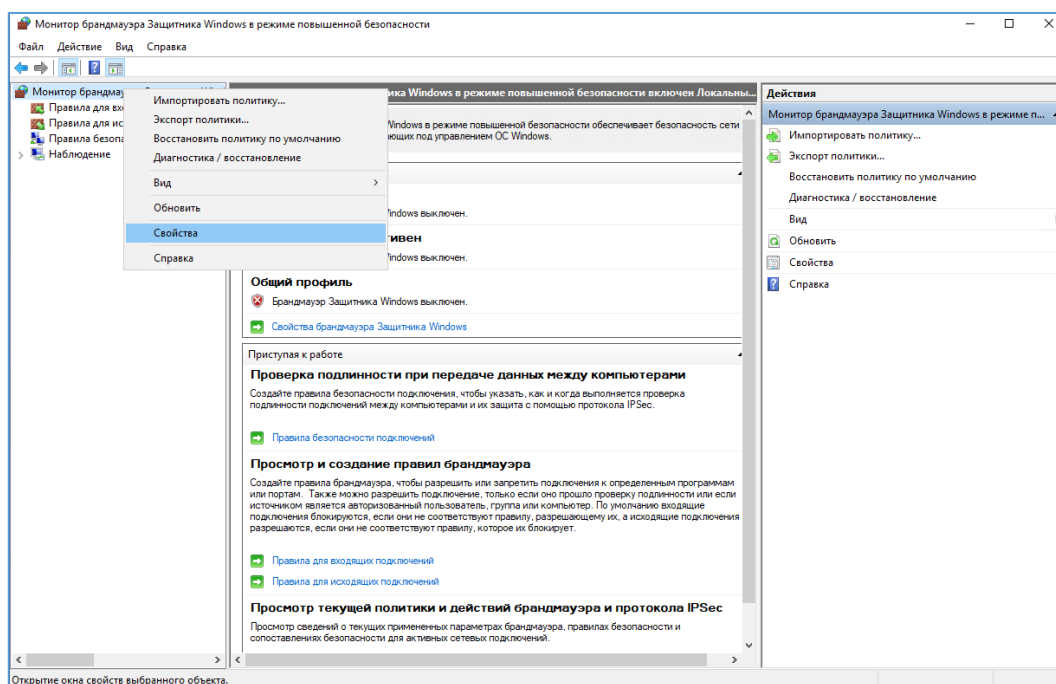 Монитор брандмауэра Защитника Windows в режиме повышенной безопасности
Файл Действие Вид Справка
Монитор брандмау
Правила для вх
Правила для ис
Правила безопа
Наблюдение
Импортировать политику...
Экспорт политики...
Восстановить политику по умолчанию
Диагностика / восстановление
Вид
Обновить
Свойства
Справка
ика Windows в режиме повышенной безопасности включен Локальны...
Windows в режиме повышенной безопасности обеспечивает безопасность сети
ющих под управлением ОС Windows.
Windows выключен.
ивен
Windows выключен.
Общий профиль
Брандмауэр Защитника Windows выключен.
Свойства брандмауэра Защитника Windows
Приступая к работе
Проверка подлинности при передаче данных между компьютерами
Создайте правила безопасности подключения, чтобы указать, как и когда выполняется проверка
подлинности подключений между компьютерами и их защита с помощью протокола IPSec.
Правила безопасности подключений
Просмотр и создание правил брандмауэра
Создайте правила брандмауэра, чтобы разрешить или запретить подключения к определенным программам
или портам. Также можно разрешить подключение, только если оно прошло проверку подлинности или если
источником является авторизованный пользователь, группа или компьютер. По умолчанию входящие
подключения блокируются, если они не соответствуют правилу, разрешающему их, а исходящие подключения
разрешаются, если они не соответствуют правилу, которое их блокирует.
Правила для входящих подключений
Правила для исходящих подключений
Просмотр текущей политики и действий брандмауэра и протокола IPSec
Просмотр сведений о текущих примененных параметрах брандмауэра, правилах безопасности и
сопоставлениях безопасности для активных сетевых подключений.
Действия
Монитор брандмауэра Защитника Windows в режиме п...
Импортировать политику...
Экспорт политики...
Восстановить политику по умолчанию
Диагностика / восстановление
Вид
Обновить
Свойства
Справка
Открытие окна свойств выбранного объекта.